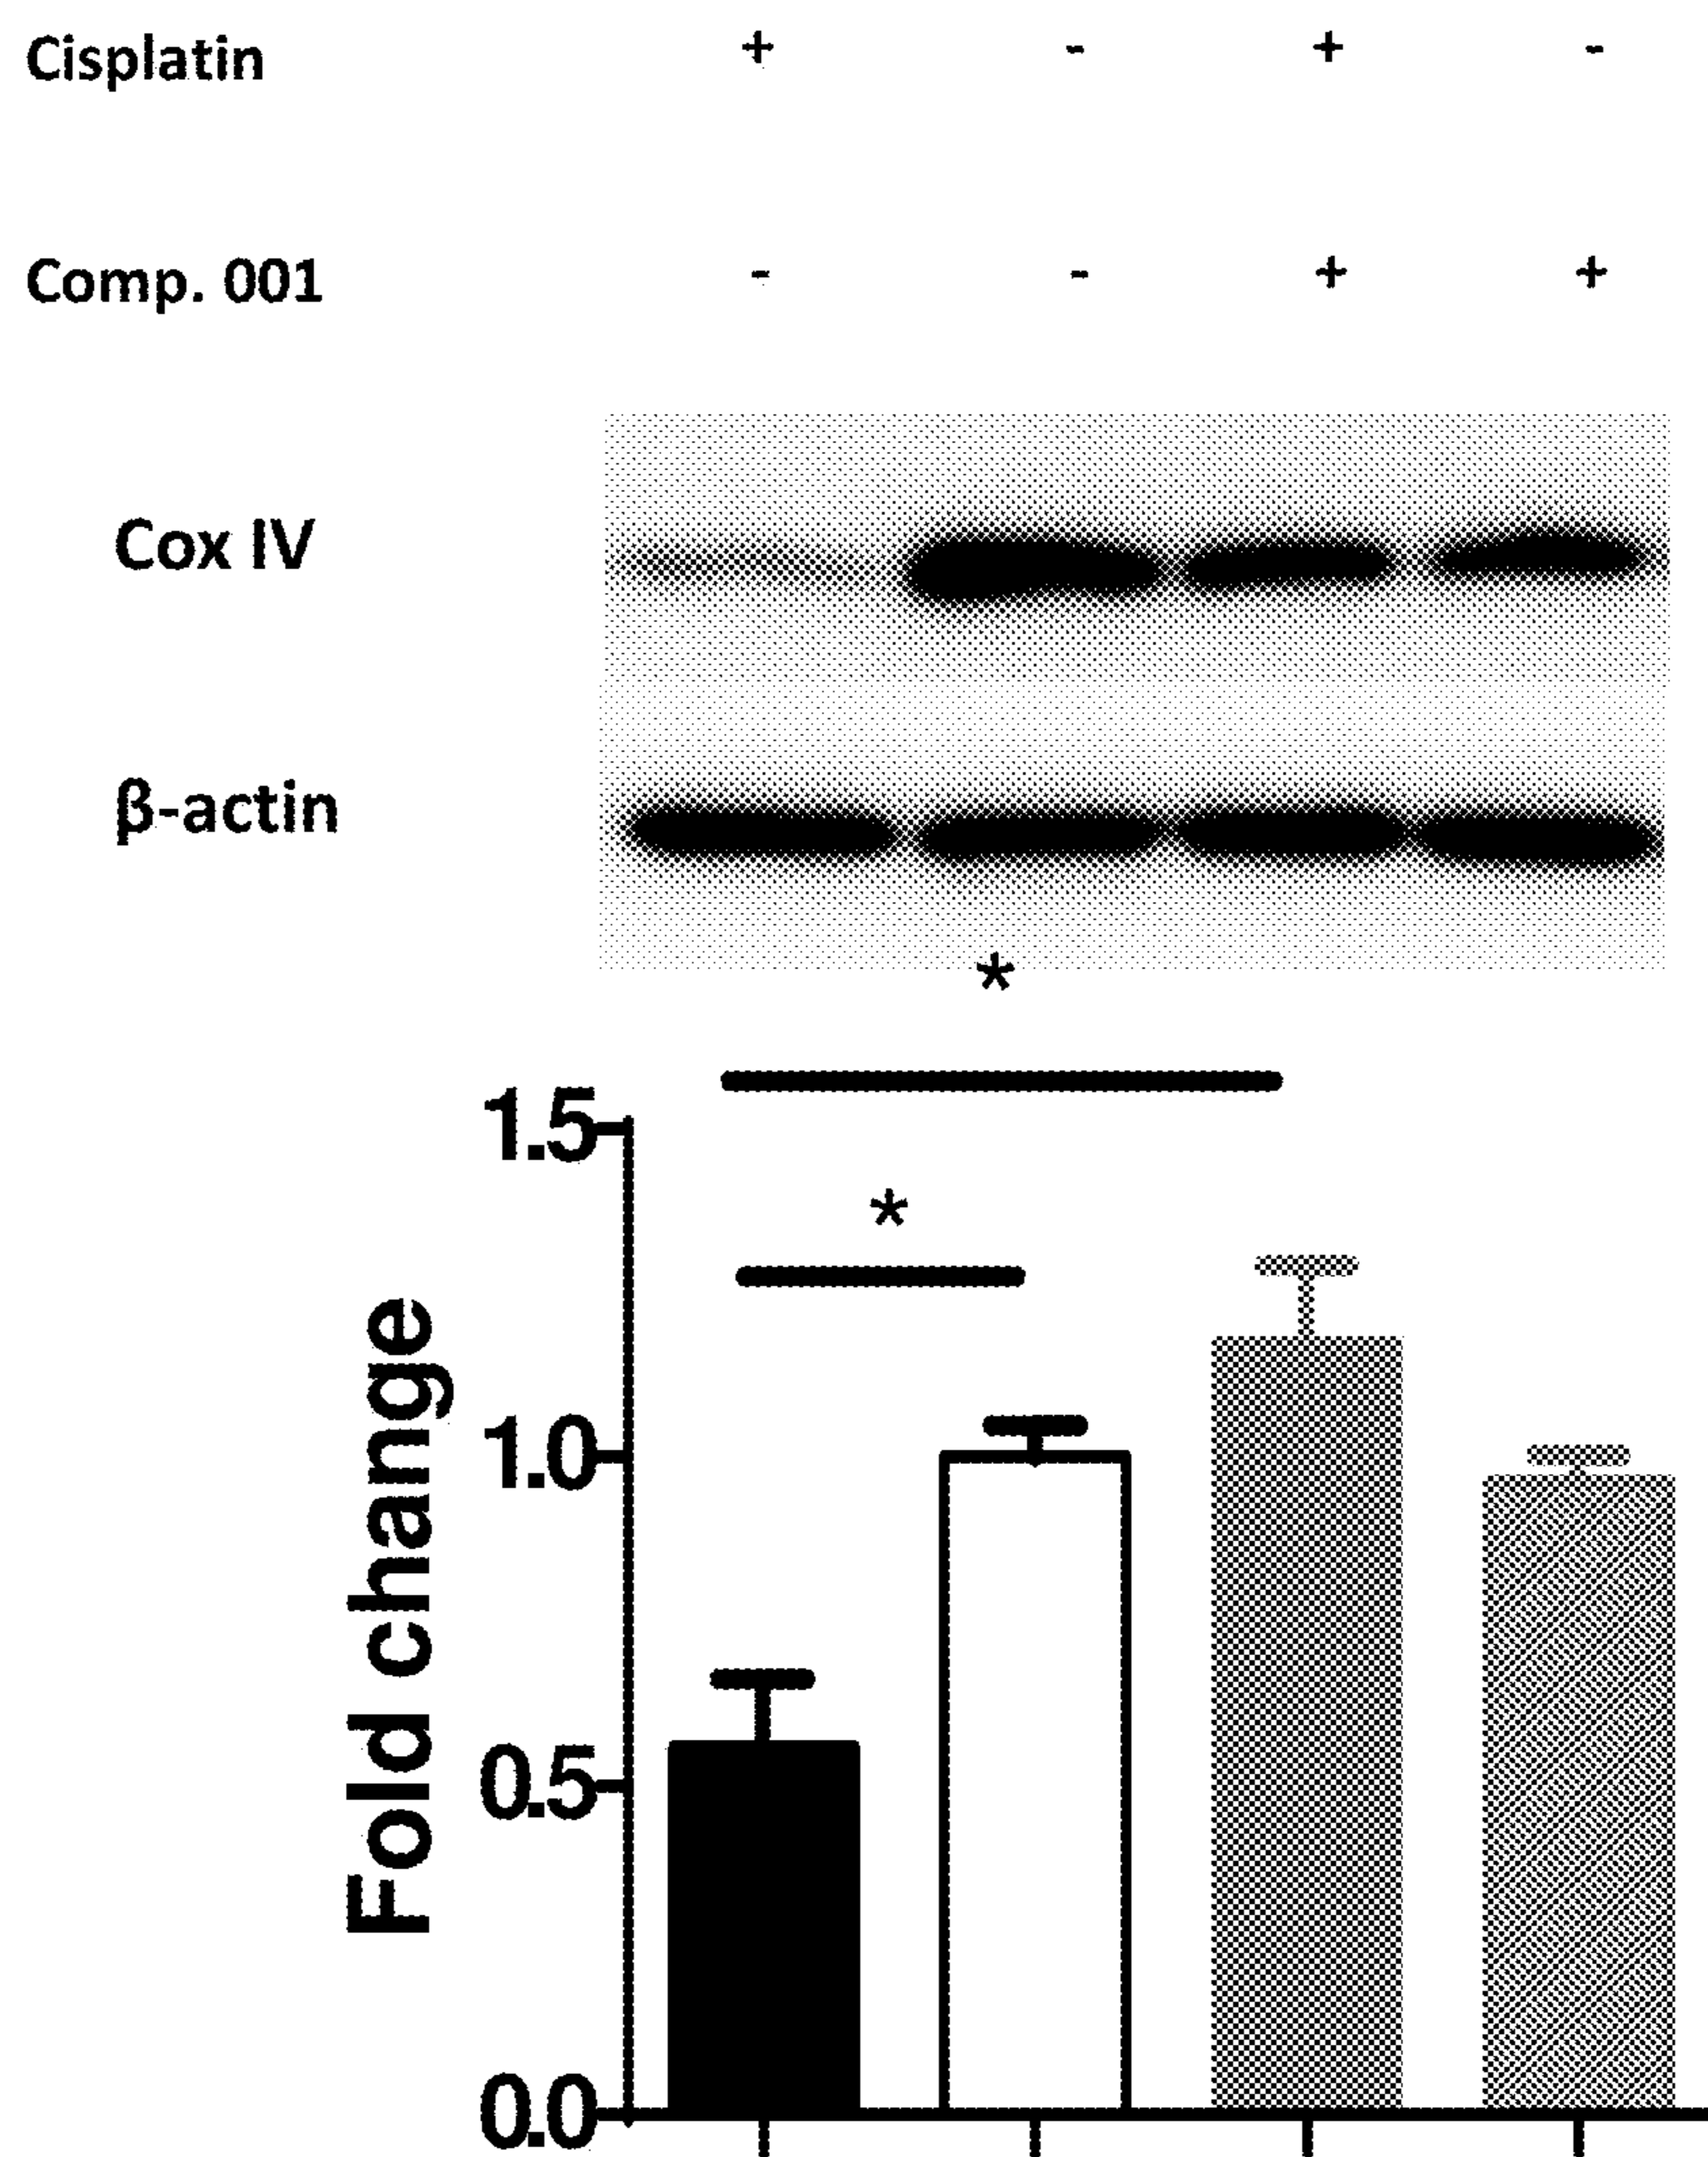 Cisplatin + - + -
Comp. 001 - - + +
Cox IV
β-actin
*
1.5
*
Fold change
1.0
0.5
0.0